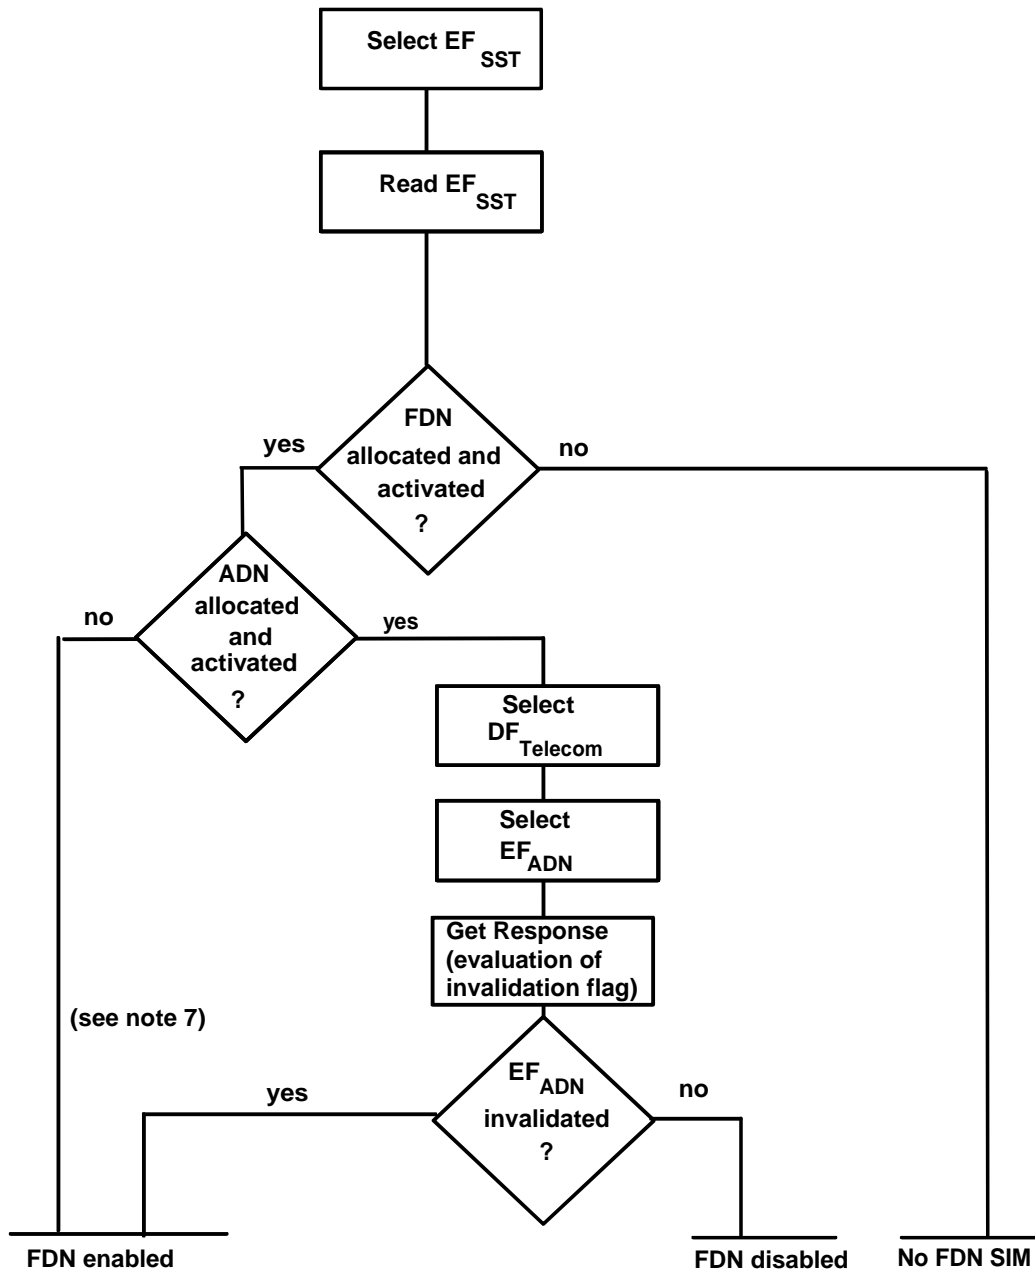 Select EF SST
Read EF SST
FDN
allocated and
activated
?
yes
no
ADN
allocated
and
activated
?
no
yes
Select
DF Telecom
Select
EF ADN
Get Response
(evaluation of
invalidation flag)
(see note 7)
EF ADN
invalidated
?
yes
no
FDN enabled
FDN disabled
No FDN SIM